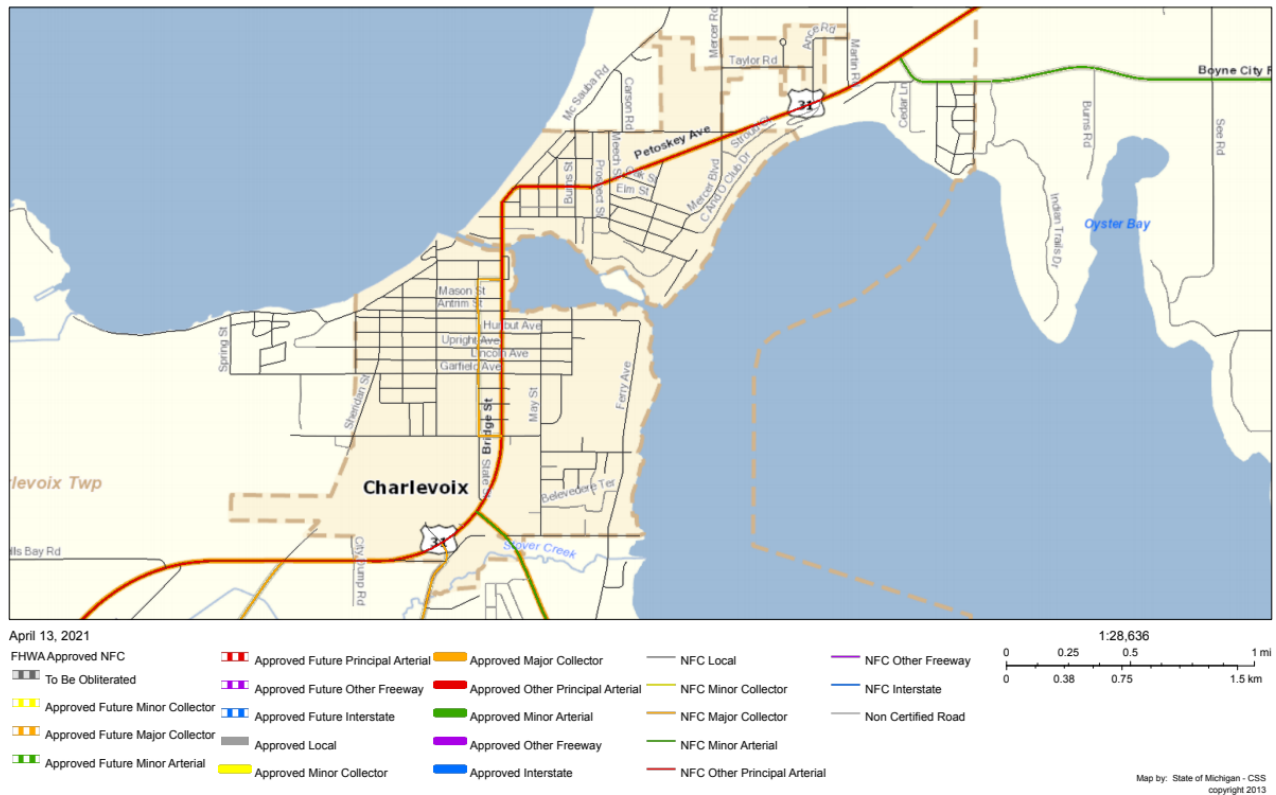 Mercer Rd
Ance Rd
Martin Rd
Taylor Rd
Boyne City R
Mc Sauba Rd
Carson Rd
31
Cedar Ln
Burns Rd
See Rd
Petoskey Ave
Stroud St
Meech St
Burns St
Prospect St
Oak St
Elm St
Mercer Blvd
C And O Club Dr
Indian Trails Dr
Oyster Bay
Mason St
Antrim St
Hurlbut Ave
Upright Ave
Lincoln Ave
Garfield Ave
Spring St
Sheridan St
May St
Ferry Ave
Bridge St
State St
rlevoix Twp
Charlevoix
Belevedere Ter
31
lls Bay Rd
City Dump Rd
Stover Creek
April 13, 2021
1:28,636
FHWA Approved NFC
To Be Obliterated
Approved Future Minor Collector
Approved Future Major Collector
Approved Future Minor Arterial
Approved Future Principal Arterial
Approved Future Other Freeway
Approved Future Interstate
Approved Local
Approved Minor Collector
Approved Major Collector
Approved Other Principal Arterial
Approved Minor Arterial
Approved Other Freeway
Approved Interstate
NFC Local
NFC Minor Collector
NFC Major Collector
NFC Minor Arterial
NFC Other Principal Arterial
NFC Other Freeway
NFC Interstate
Non Certified Road
0 0.25 0.5 1 mi
0 0.38 0.75 1.5 km
Map by: State of Michigan - CSS
copyright 2013